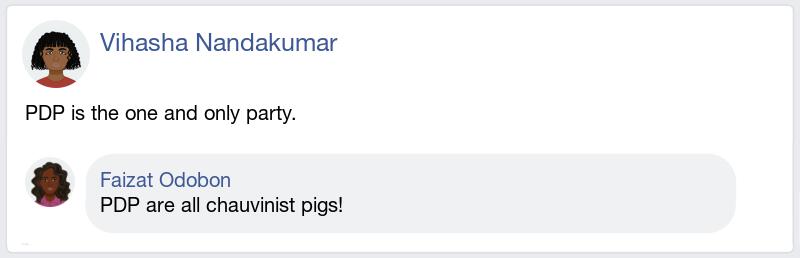 Vihasha Nandakumar
PDP is the one and only party.
Faizat Odobon
PDP are all chauvinist pigs!